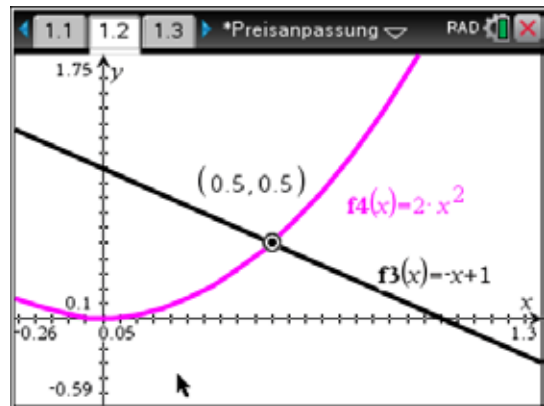 1.1 1.2 1.3 *Preisanpassung RAD
1.75 y
(0.5, 0.5)
f4(x)=2·x²
f3(x)=-x+1
0.1 x
-0.26 0.05 1.3
-0.59